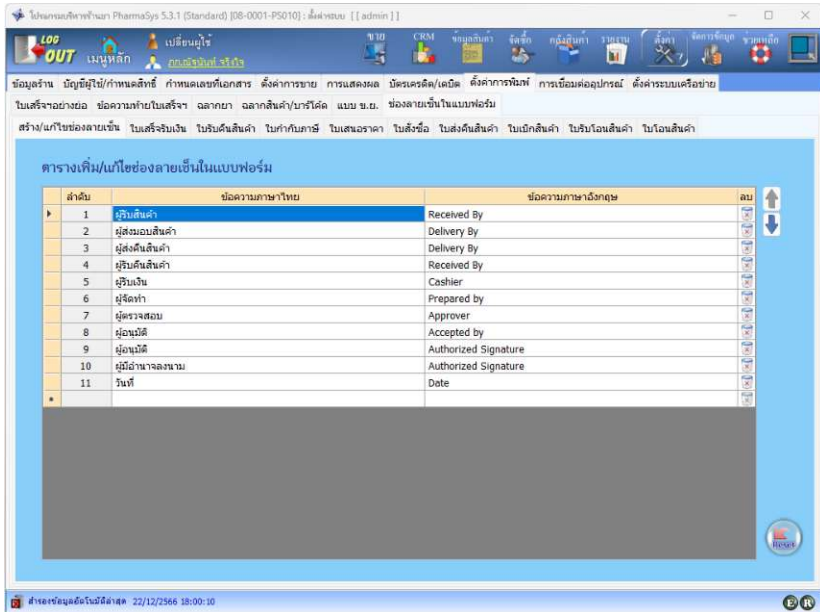 โปรแกรมบริหารร้านยา PharmaSys 5.3.1 (Standard) [08-0001-PS010] : ตั้งค่าระบบ [ [ admin ] ]
LOG OUT เมนูหลัก เปลี่ยนผู้ใช้ ขาย CRM ข้อมูลสินค้า จัดซื้อ คลังสินค้า รายงาน ตั้งค่า จัดการข้อมูล ช่วยเหลือ
ข้อมูลร้าน บัญชีผู้ใช้/กำหนดสิทธิ์ กำหนดเลขที่เอกสาร ตั้งค่าการขาย การแสดงผล บัตรเครดิต/เดบิต ตั้งค่าการพิมพ์ การเชื่อมต่ออุปกรณ์ ตั้งค่าระบบเครือข่าย
ใบเสร็จฯอย่างย่อ ข้อความท้ายใบเสร็จฯ ฉลากยา ฉลากสินค้า/บาร์โค้ด แบบ ข.ย. ช่องลายเซ็นในแบบฟอร์ม
สร้าง/แก้ไขช่องลายเซ็น ใบเสร็จรับเงิน ใบรับคืนสินค้า ใบกำกับภาษี ใบเสนอราคา ใบสั่งซื้อ ใบส่งคืนสินค้า ใบเบิกสินค้า ใบรับโอนสินค้า ใบโอนสินค้า
ตารางเพิ่ม/แก้ไขช่องลายเซ็นในแบบฟอร์ม
ลำดับ ข้อความภาษาไทย ข้อความภาษาอังกฤษ ลบ
1 ผู้รับสินค้า Received By
2 ผู้ส่งมอบสินค้า Delivery By
3 ผู้ส่งคืนสินค้า Delivery By
4 ผู้รับคืนสินค้า Received By
5 ผู้รับเงิน Cashier
6 ผู้จัดทำ Prepared by
7 ผู้ตรวจสอบ Approver
8 ผู้อนุมัติ Accepted by
9 ผู้อนุมัติ Authorized Signature
10 ผู้มีอำนาจลงนาม Authorized Signature
11 วันที่ Date
Reset
สำรองข้อมูลอัตโนมัติล่าสุด 22/12/2566 18:00:10
E R